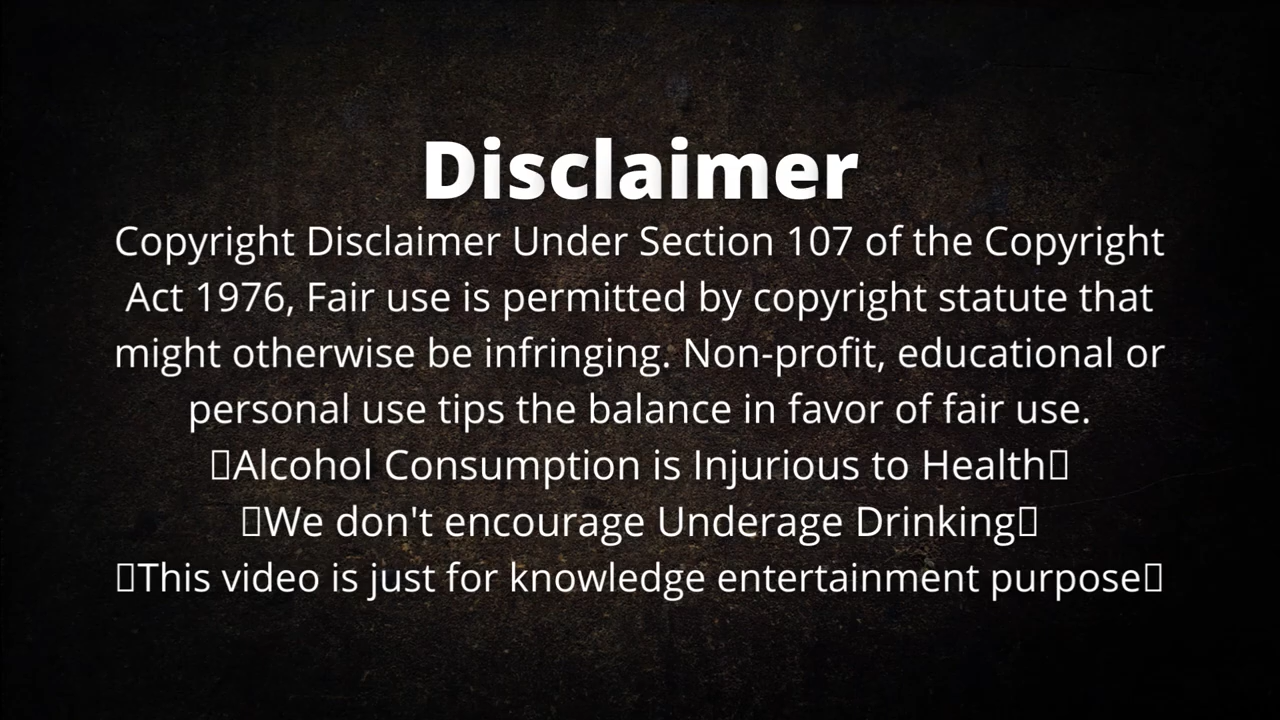 Disclaimer
Copyright Disclaimer Under Section 107 of the Copyright
Act 1976, Fair use is permitted by copyright statute that
might otherwise be infringing. Non-profit, educational or
personal use tips the balance in favor of fair use.
▯Alcohol Consumption is Injurious to Health▯
▯We don't encourage Underage Drinking▯
▯This video is just for knowledge entertainment purpose▯